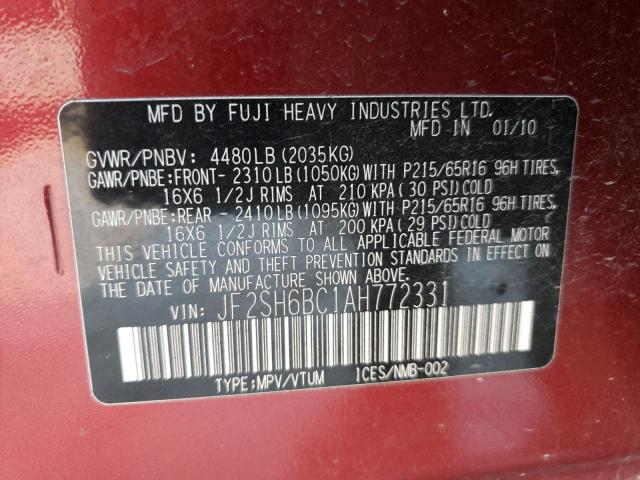 MFD BY FUJI HEAVY INDUSTRIES LTD.
MFD IN 01/10
GVWR/PNBV: 4480LB (2035KG)
GAWR/PNBE:FRONT- 2310LB (1050KG) WITH P215/65R16 96H TIRES,
16X6 1/2J RIMS AT 210 KPA (30 PSI) COLD
GAWR/PNBE:REAR - 2410LB (1095KG) WITH P215/65R16 96H TIRES,
16X6 1/2J RIMS AT 200 KPA (29 PSI) COLD
THIS VEHICLE CONFORMS TO ALL APPLICABLE FEDERAL MOTOR
VEHICLE SAFETY AND THEFT PREVENTION STANDARDS IN EFFECT ON
THE DATE OF MANUFACTURE SHOWN ABOVE.
VIN: JF2SH6BC1AH772331
TYPE:MPV/VTUM ICES/NMB-002